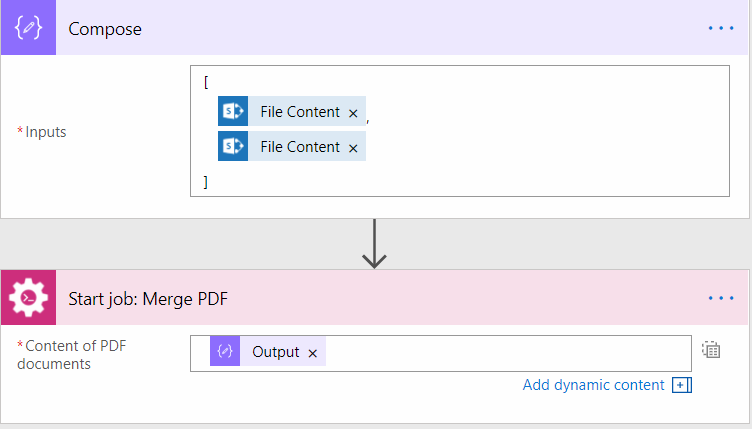 Compose
...
*Inputs
[
File Content ×,
File Content ×
]
Start job: Merge PDF
...
*Content of PDF
documents
Output ×
Add dynamic content